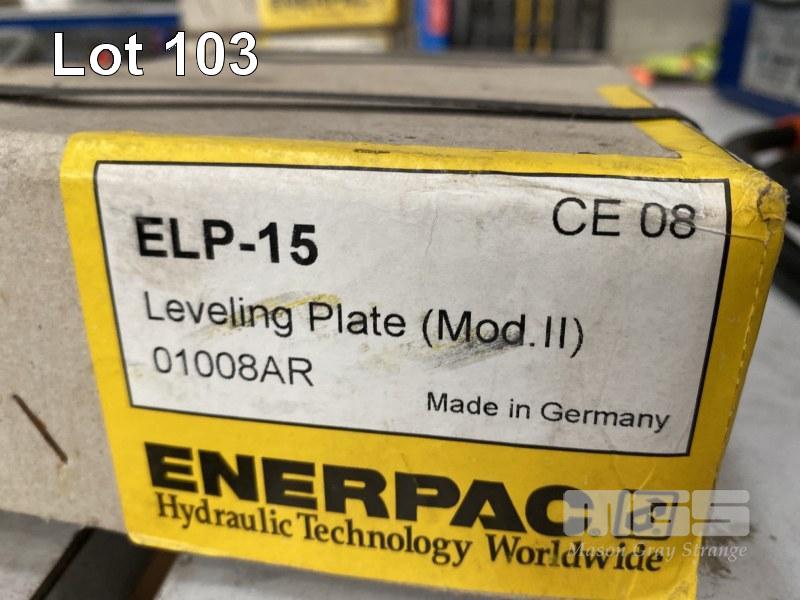 Lot 103
CE 08
ELP-15
Leveling Plate (Mod.II)
01008AR
Made in Germany
ENERPAC
Hydraulic Technology Worldwide
Mason Gray Strange